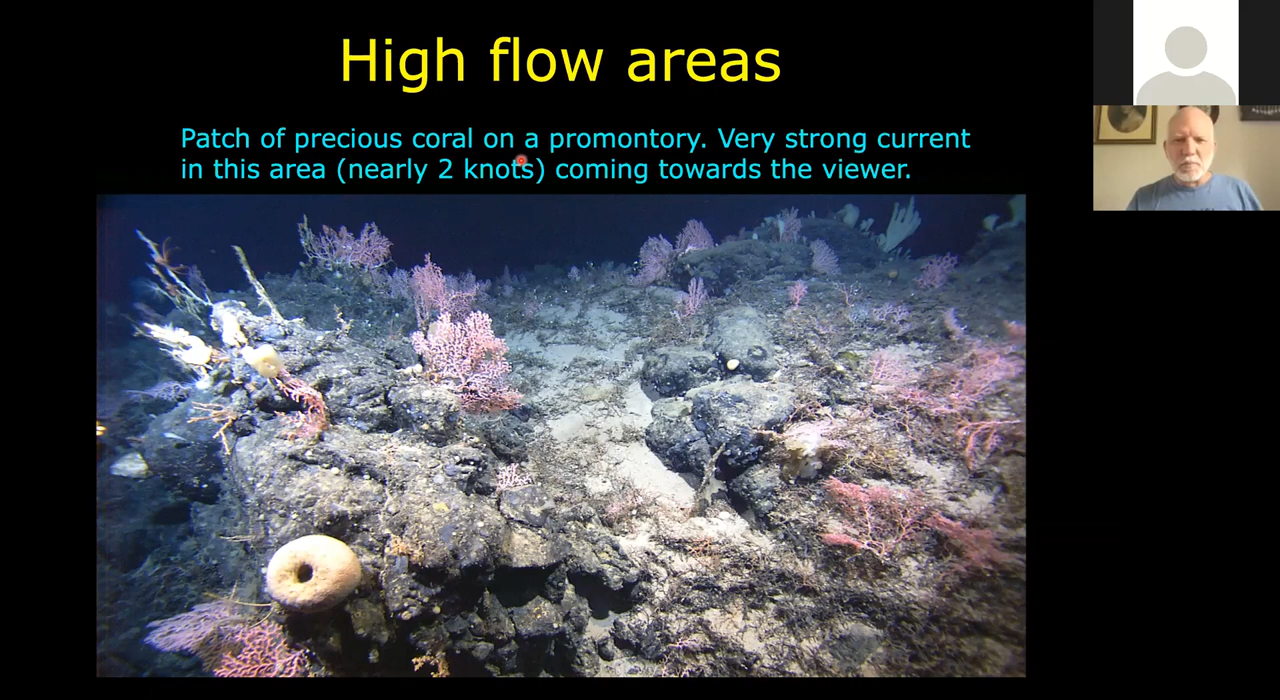 High flow areas
Patch of precious coral on a promontory. Very strong current
in this area (nearly 2 knots) coming towards the viewer.